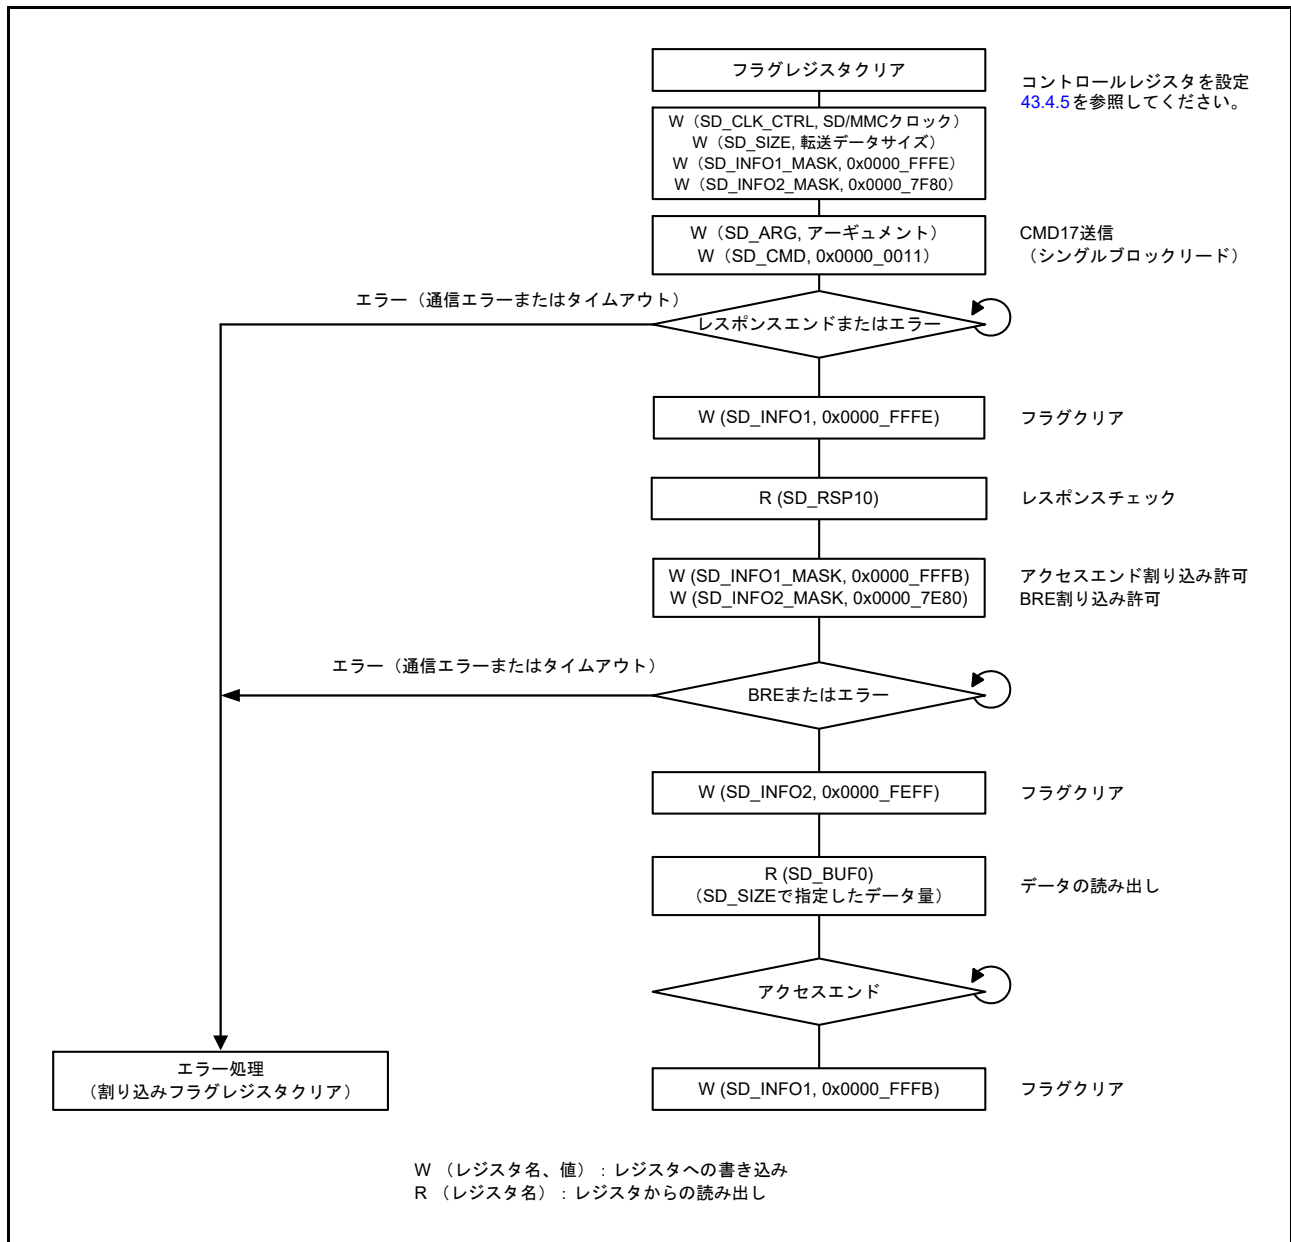 フラグレジスタクリア
コントロールレジスタを設定
43.4.5を参照してください。
W（SD_CLK_CTRL, SD/MMCクロック）
W（SD_SIZE, 転送データサイズ）
W（SD_INFO1_MASK, 0x0000_FFFE）
W（SD_INFO2_MASK, 0x0000_7F80）
W（SD_ARG, アーギュメント）
W（SD_CMD, 0x0000_0011）
CMD17送信
（シングルブロックリード）
エラー（通信エラーまたはタイムアウト）
レスポンスエンドまたはエラー
W (SD_INFO1, 0x0000_FFFE)
フラグクリア
R (SD_RSP10)
レスポンスチェック
W (SD_INFO1_MASK, 0x0000_FFFB)
W (SD_INFO2_MASK, 0x0000_7E80)
アクセスエンド割り込み許可
BRE割り込み許可
エラー（通信エラーまたはタイムアウト）
BREまたはエラー
W (SD_INFO2, 0x0000_FEFF)
フラグクリア
R (SD_BUF0)
（SD_SIZEで指定したデータ量）
データの読み出し
アクセスエンド
エラー処理
（割り込みフラグレジスタクリア）
W (SD_INFO1, 0x0000_FFFB)
フラグクリア
W （レジスタ名、値）：レジスタへの書き込み
R （レジスタ名）：レジスタからの読み出し